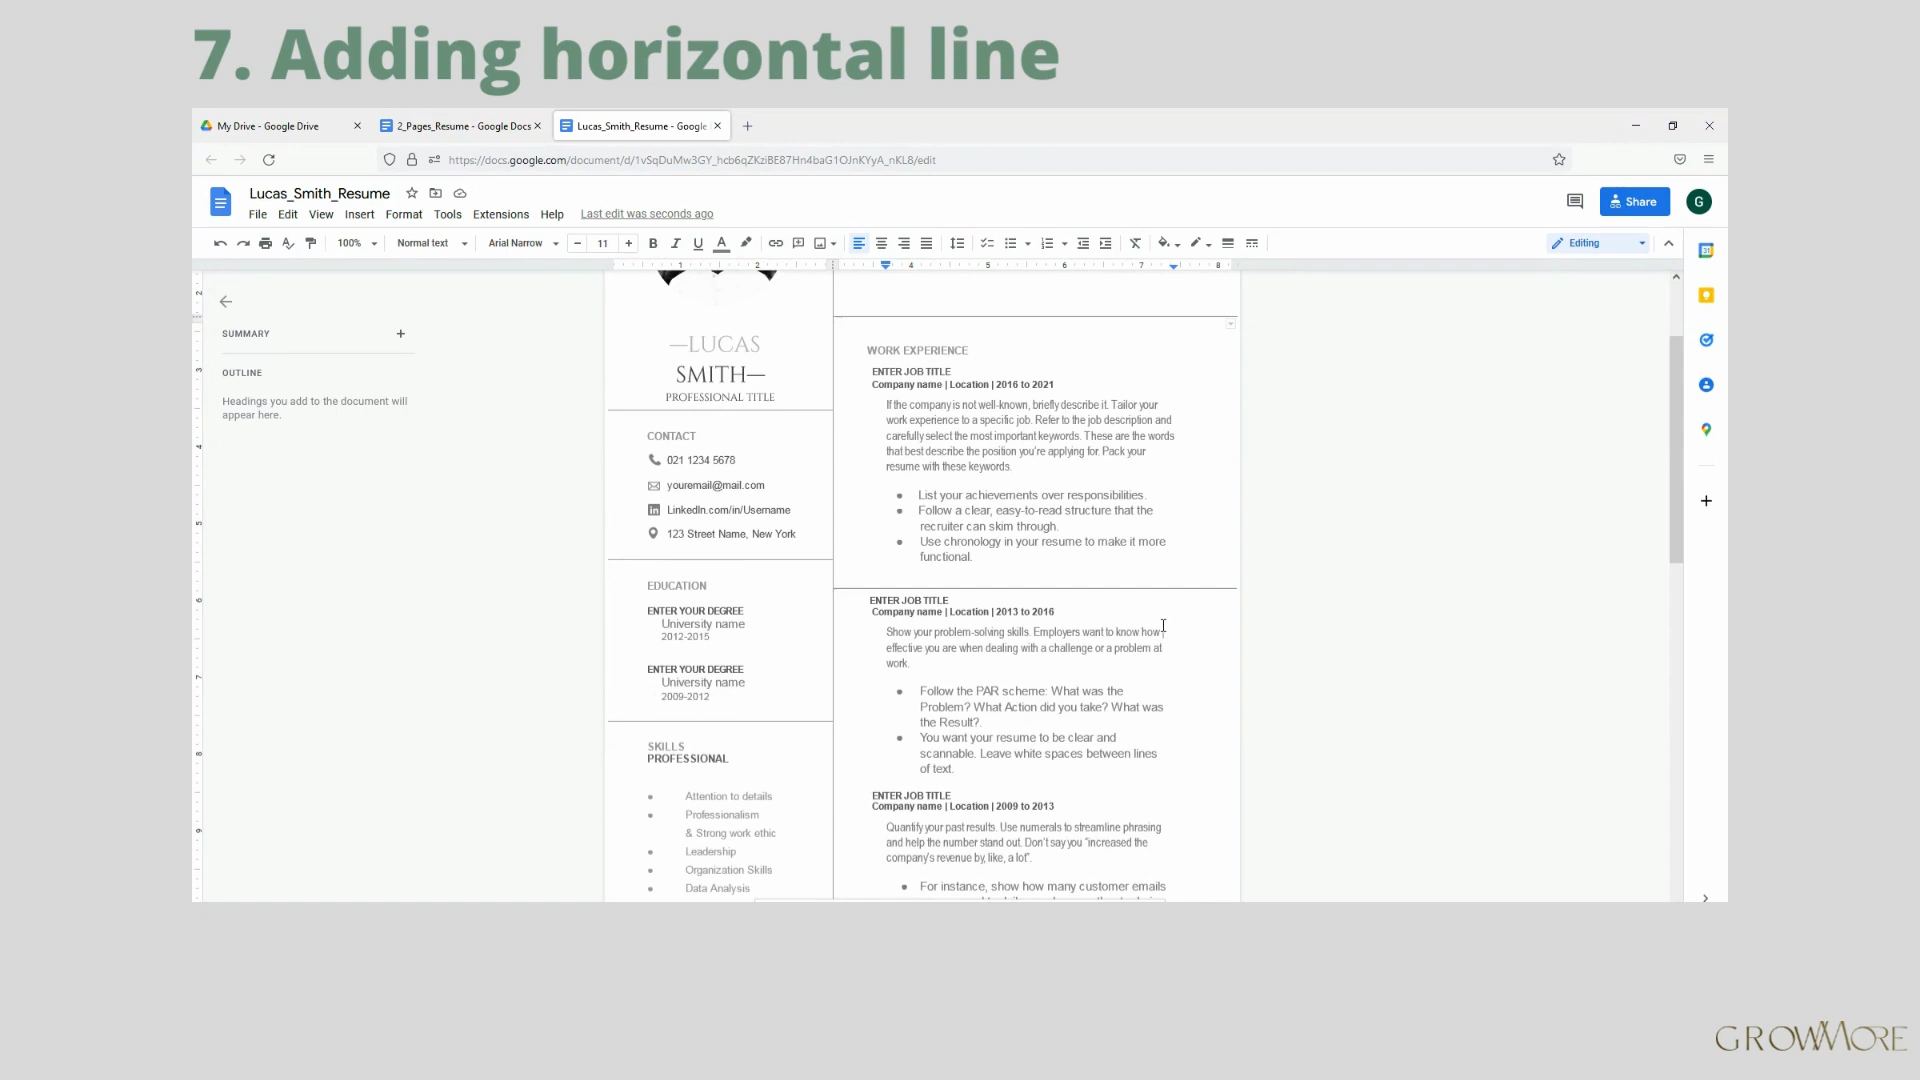 7. Adding horizontal line
My Drive - Google Drive
2_Pages_Resume - Google Docs
Lucas_Smith_Resume - Google
https://docs.google.com/document/d/1vSqDuMw3GY_hcb6qZKziBE87Hn4baG1OJnKYyA_nKL8/edit
Lucas_Smith_Resume
File Edit View Insert Format Tools Extensions Help Last edit was seconds ago
Share
G
100% Normal text Arial Narrow 11 Editing
1 2 4 5 6 7 8
SUMMARY
OUTLINE
Headings you add to the document will
appear here.
2
3
4
5
6
7
8
9
—LUCAS
SMITH—
PROFESSIONAL TITLE
CONTACT
021 1234 5678
youremail@mail.com
LinkedIn.com/in/Username
123 Street Name, New York
EDUCATION
ENTER YOUR DEGREE
University name
2012-2015
ENTER YOUR DEGREE
University name
2009-2012
SKILLS
PROFESSIONAL
● Attention to details
● Professionalism
& Strong work ethic
● Leadership
● Organization Skills
● Data Analysis
WORK EXPERIENCE
ENTER JOB TITLE
Company name | Location | 2016 to 2021
If the company is not well-known, briefly describe it. Tailor your
work experience to a specific job. Refer to the job description and
carefully select the most important keywords. These are the words
that best describe the position you're applying for. Pack your
resume with these keywords.
● List your achievements over responsibilities.
● Follow a clear, easy-to-read structure that the
recruiter can skim through.
● Use chronology in your resume to make it more
functional.
ENTER JOB TITLE
Company name | Location | 2013 to 2016
Show your problem-solving skills. Employers want to know how
effective you are when dealing with a challenge or a problem at
work.
● Follow the PAR scheme: What was the
Problem? What Action did you take? What was
the Result?.
● You want your resume to be clear and
scannable. Leave white spaces between lines
of text.
ENTER JOB TITLE
Company name | Location | 2009 to 2013
Quantify your past results. Use numerals to streamline phrasing
and help the number stand out. Don't say you "increased the
company's revenue by, like, a lot".
● For instance, show how many customer emails
GROWMORE